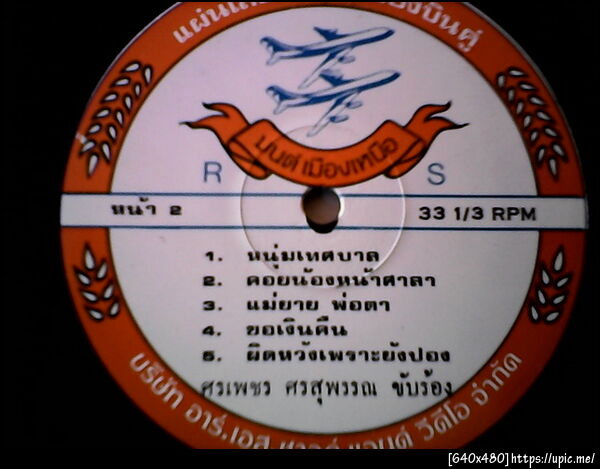 มนต์เมืองเหนือ
R S
หน้า 2 33 1/3 RPM
1. หนุ่มเทศบาล
2. คอยน้องหน้าศาลา
3. แม่ยาย พ่อตา
4. ขอเงินคืน
5. ผิดหวังเพราะยังปอง
ศรเพชร ศรสุพรรณ ขับร้อง
บริษัท อาร์.เอส แอนด์ วีดีโอ จำกัด
[640x480]https://upic.me/